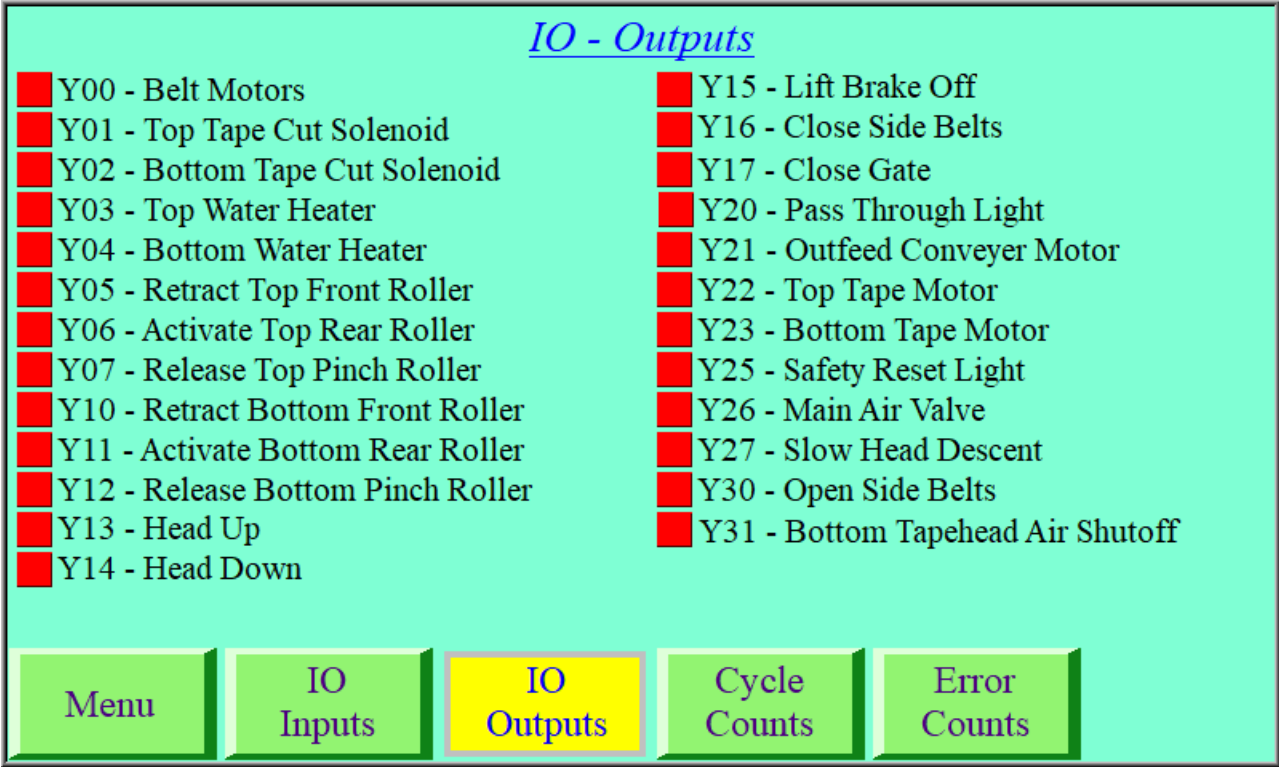 IO - Outputs
Y00 - Belt Motors
Y01 - Top Tape Cut Solenoid
Y02 - Bottom Tape Cut Solenoid
Y03 - Top Water Heater
Y04 - Bottom Water Heater
Y05 - Retract Top Front Roller
Y06 - Activate Top Rear Roller
Y07 - Release Top Pinch Roller
Y10 - Retract Bottom Front Roller
Y11 - Activate Bottom Rear Roller
Y12 - Release Bottom Pinch Roller
Y13 - Head Up
Y14 - Head Down
Y15 - Lift Brake Off
Y16 - Close Side Belts
Y17 - Close Gate
Y20 - Pass Through Light
Y21 - Outfeed Conveyer Motor
Y22 - Top Tape Motor
Y23 - Bottom Tape Motor
Y25 - Safety Reset Light
Y26 - Main Air Valve
Y27 - Slow Head Descent
Y30 - Open Side Belts
Y31 - Bottom Tapehead Air Shutoff
Menu
IO
Inputs
IO
Outputs
Cycle
Counts
Error
Counts